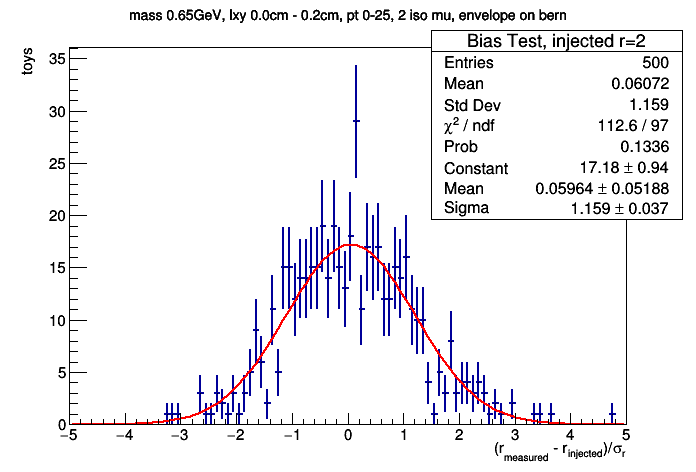 mass 0.65GeV, lxy 0.0cm - 0.2cm, pt 0-25, 2 iso mu, envelope on bern
Bias Test, injected r=2
Entries 500
Mean 0.06072
Std Dev 1.159
χ² / ndf 112.6 / 97
Prob 0.1336
Constant 17.18 ± 0.94
Mean 0.05964 ± 0.05188
Sigma 1.159 ± 0.037
toys
35
30
25
20
15
10
5
0
−5 −4 −3 −2 −1 0 1 2 3 4 5
(r_measured - r_injected)/σ_r